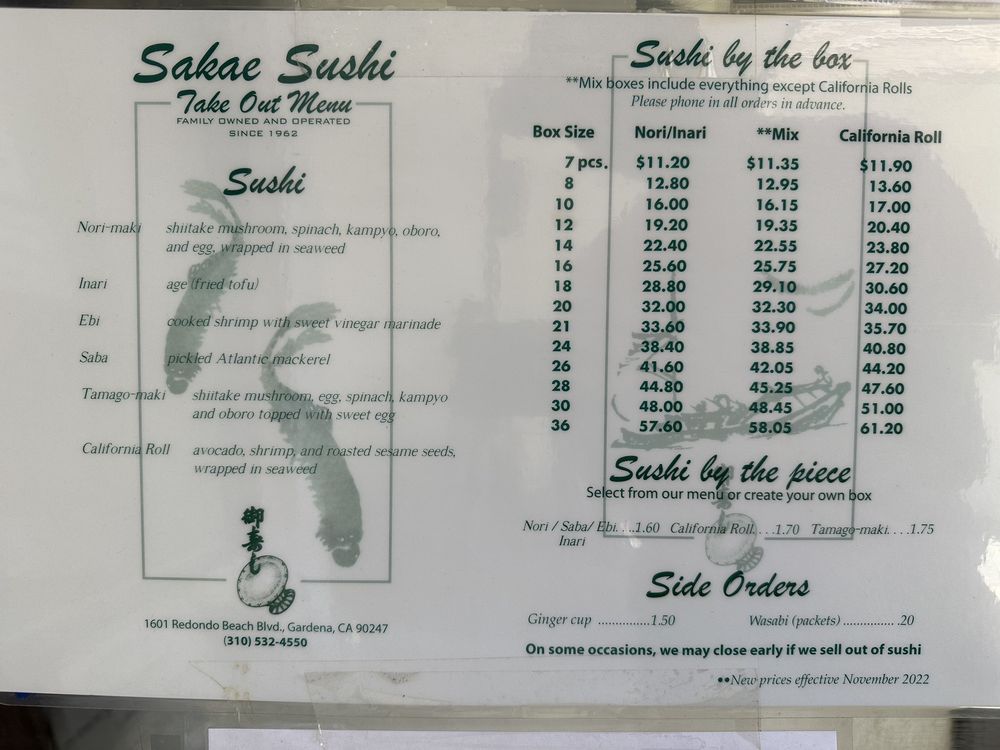 Sakae Sushi
Take Out Menu
FAMILY OWNED AND OPERATED
SINCE 1962
Sushi
Nori-maki shiitake mushroom, spinach, kampyo, oboro,
and egg, wrapped in seaweed
Inari age (fried tofu)
Ebi cooked shrimp with sweet vinegar marinade
Saba pickled Atlantic mackerel
Tamago-maki shiitake mushroom, egg, spinach, kampyo
and oboro topped with sweet egg
California Roll avocado, shrimp, and roasted sesame seeds,
wrapped in seaweed
御寿し
1601 Redondo Beach Blvd., Gardena, CA 90247
(310) 532-4550
Sushi by the box
**Mix boxes include everything except California Rolls
Please phone in all orders in advance.
Box Size Nori/Inari **Mix California Roll
7 pcs. $11.20 $11.35 $11.90
8 12.80 12.95 13.60
10 16.00 16.15 17.00
12 19.20 19.35 20.40
14 22.40 22.55 23.80
16 25.60 25.75 27.20
18 28.80 29.10 30.60
20 32.00 32.30 34.00
21 33.60 33.90 35.70
24 38.40 38.85 40.80
26 41.60 42.05 44.20
28 44.80 45.25 47.60
30 48.00 48.45 51.00
36 57.60 58.05 61.20
Sushi by the piece
Select from our menu or create your own box
Nori / Saba/ Ebi. . . .1.60 California Roll. . . .1.70 Tamago-maki. . . .1.75
Inari
Side Orders
Ginger cup ...............1.50 Wasabi (packets) ............... .20
On some occasions, we may close early if we sell out of sushi
••New prices effective November 2022